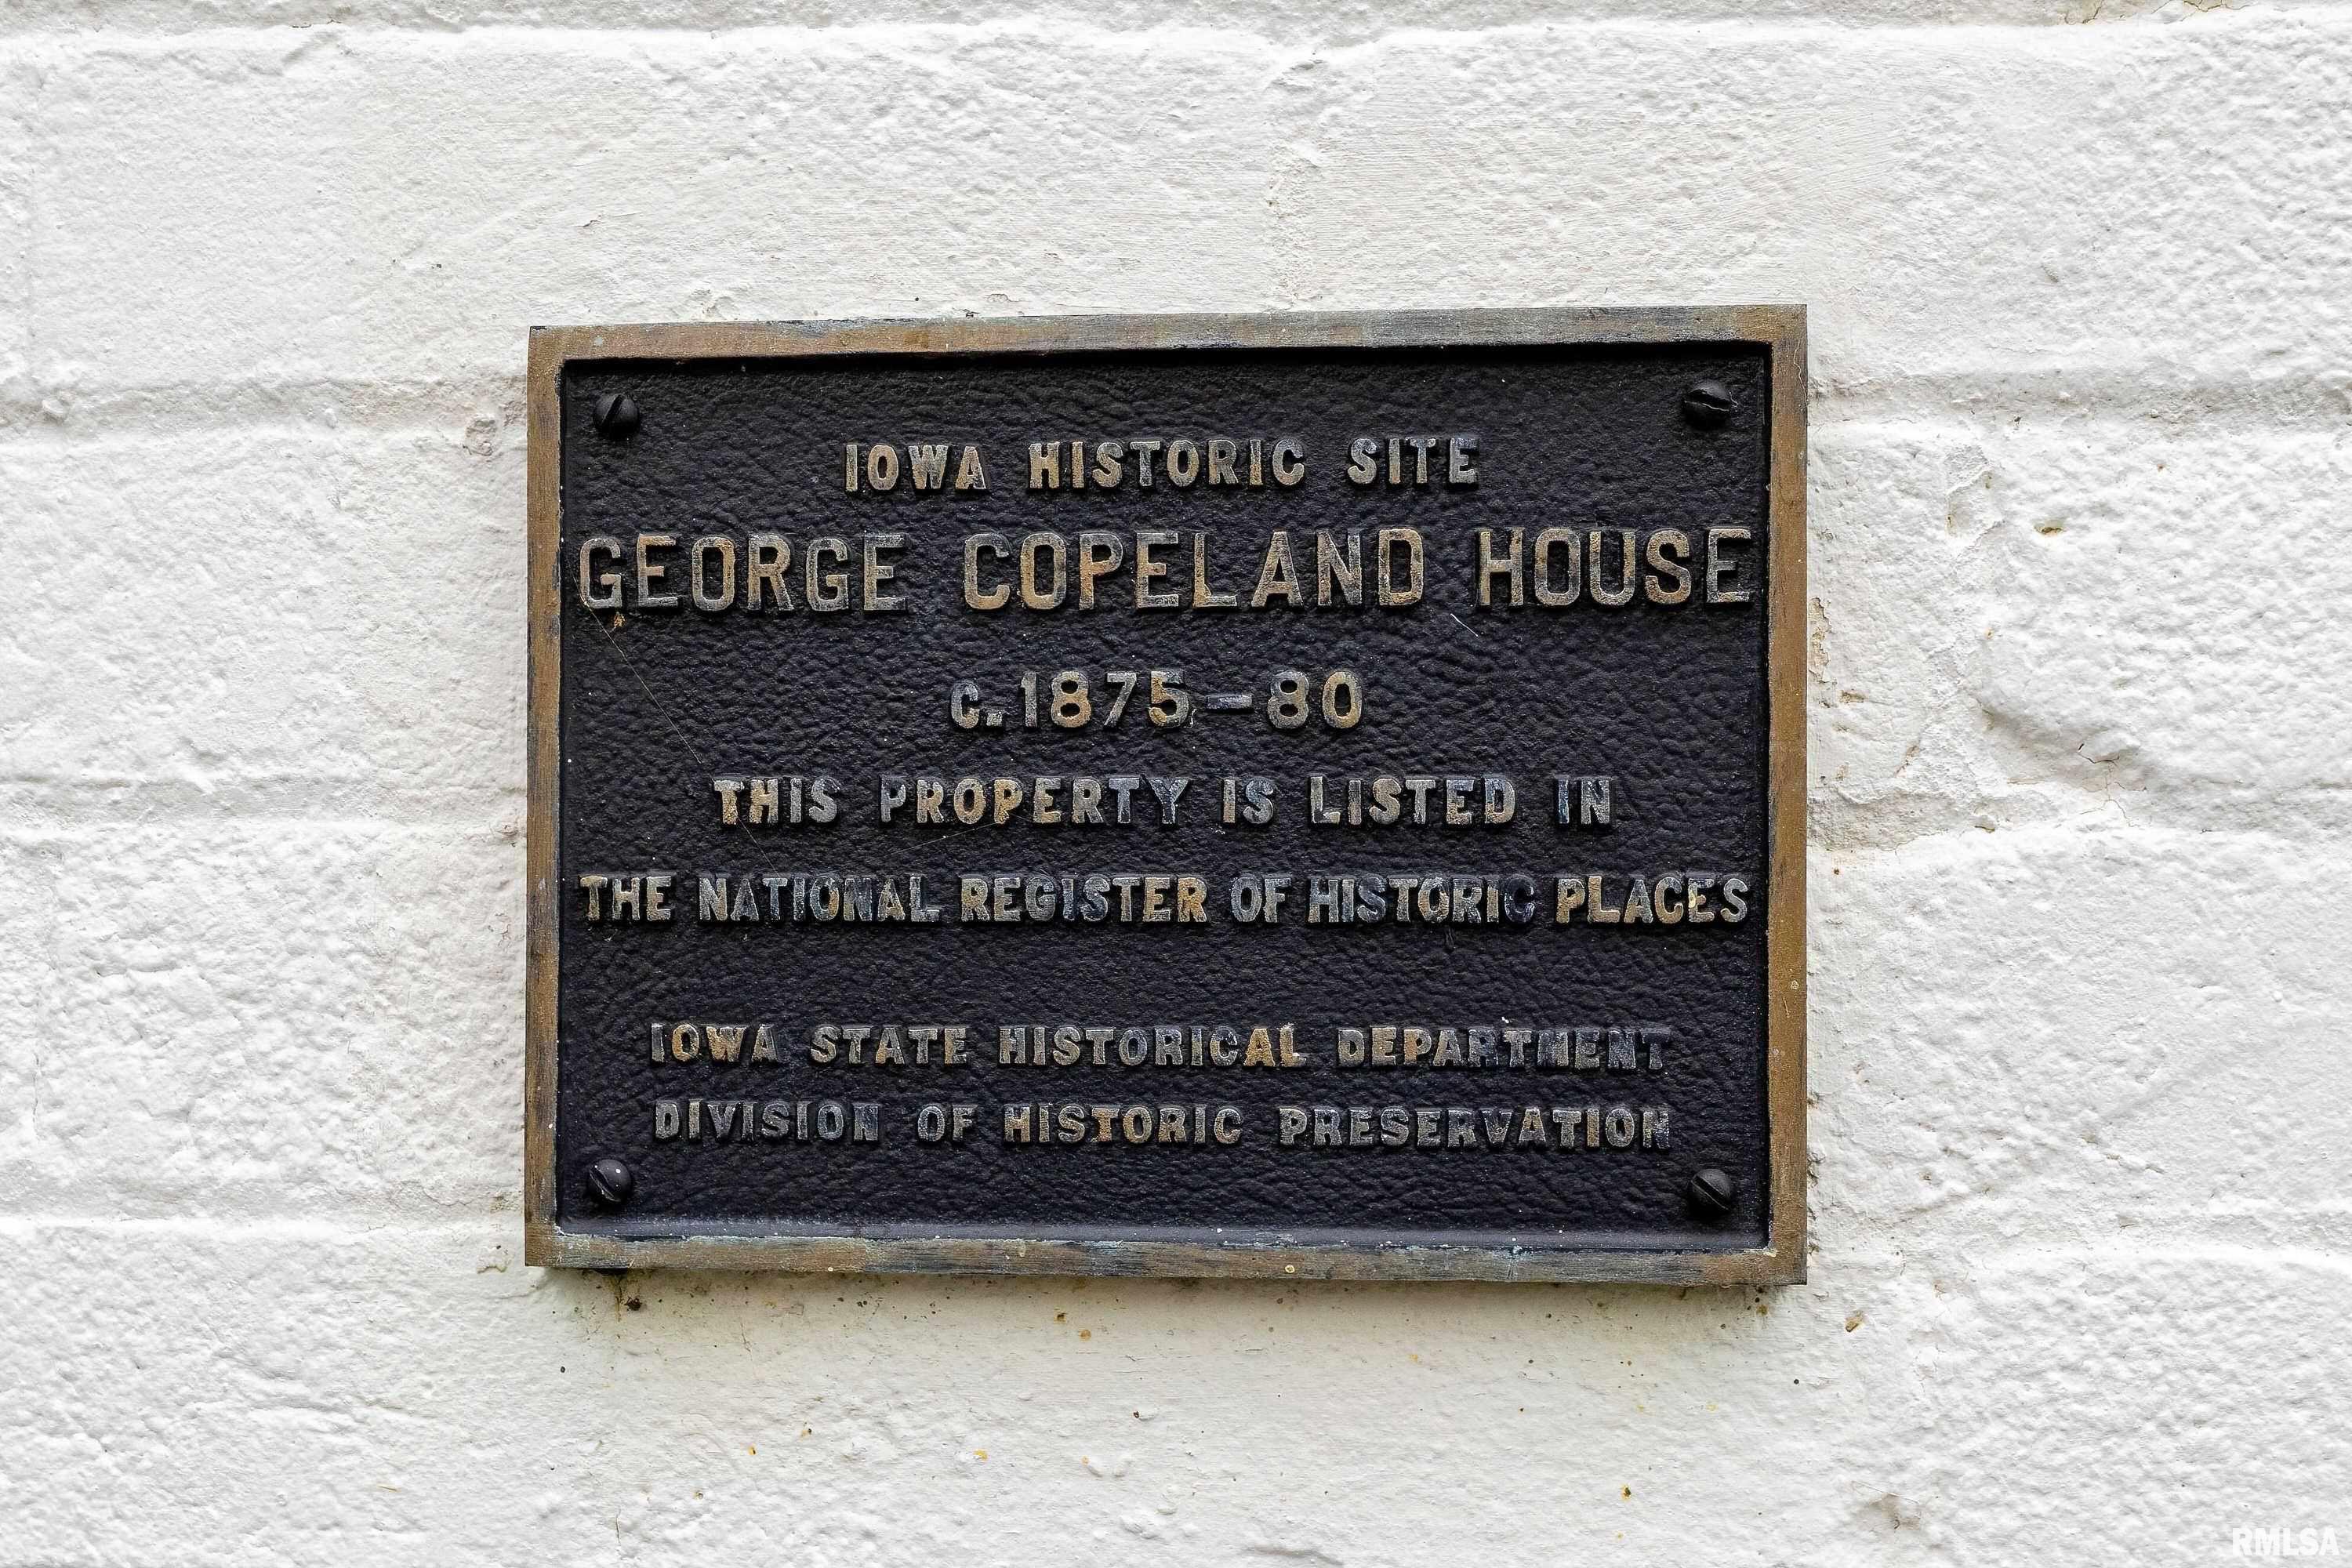 IOWA HISTORIC SITE
GEORGE COPELAND HOUSE
c.1875-80
THIS PROPERTY IS LISTED IN
THE NATIONAL REGISTER OF HISTORIC PLACES
IOWA STATE HISTORICAL DEPARTMENT
DIVISION OF HISTORIC PRESERVATION
RMLSA